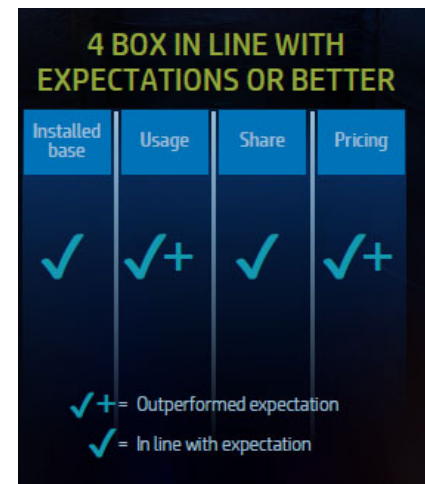 4 BOX IN LINE WITH
EXPECTATIONS OR BETTER
Installed
base
Usage
Share
Pricing
✓
✓+
✓
✓+
✓+ = Outperformed expectation
✓ = In line with expectation